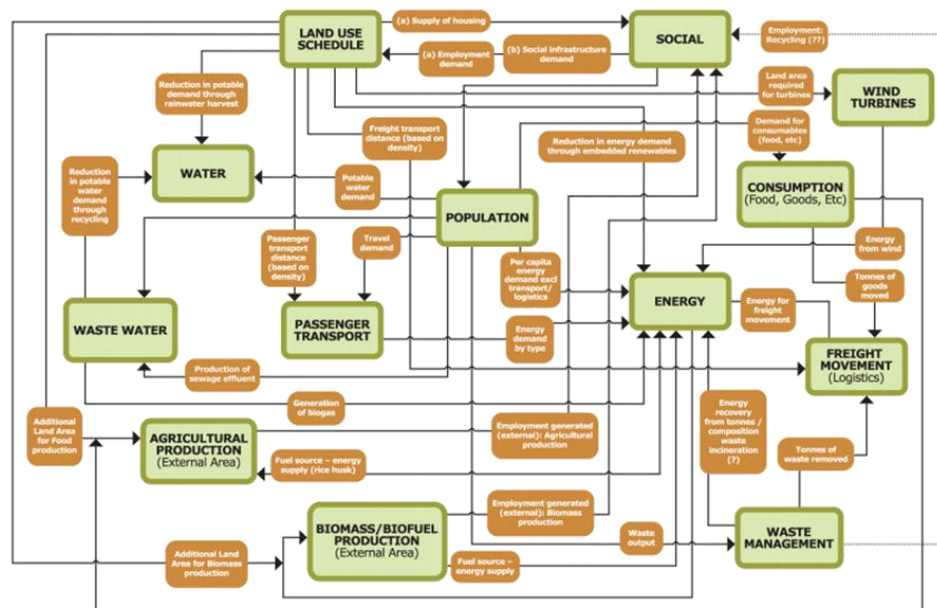 (a) Supply of housing
LAND USE
SCHEDULE
SOCIAL
Employment:
Recycling (??)
(a) Employment
demand
(b) Social infrastructure
demand
Reduction in potable
demand through
rainwater harvest
Land area
required
for turbines
WIND
TURBINES
Freight transport
distance (based on
density)
Reduction in energy demand
through embedded renewables
Demand for
consumables
(food, etc)
Reduction
in potable
water
demand
through
recycling
WATER
Potable
water
demand
CONSUMPTION
(Food, Goods, Etc)
POPULATION
Passenger
transport
distance
(based on
density)
Travel
demand
Per capita
energy
demand excl
transport/
logistics
Energy
from wind
Tonnes of
goods
moved
WASTE WATER
PASSENGER
TRANSPORT
Energy
demand
by type
ENERGY
Energy for
freight
movement
FREIGHT
MOVEMENT
(Logistics)
Production of
sewage effluent
Generation
of biogas
Additional
Land Area
for Food
production
AGRICULTURAL
PRODUCTION
(External Area)
Employment generated
(external): Agricultural
production
Energy
recovery
from tonnes /
composition
waste
incineration
(?)
Tonnes of
waste removed
Fuel source – energy
supply (rice husk)
Employment generated
(external): Biomass
production
BIOMASS/BIOFUEL
PRODUCTION
(External Area)
Waste
output
WASTE
MANAGEMENT
Additional Land
Area for Biomass
production
Fuel source –
energy supply